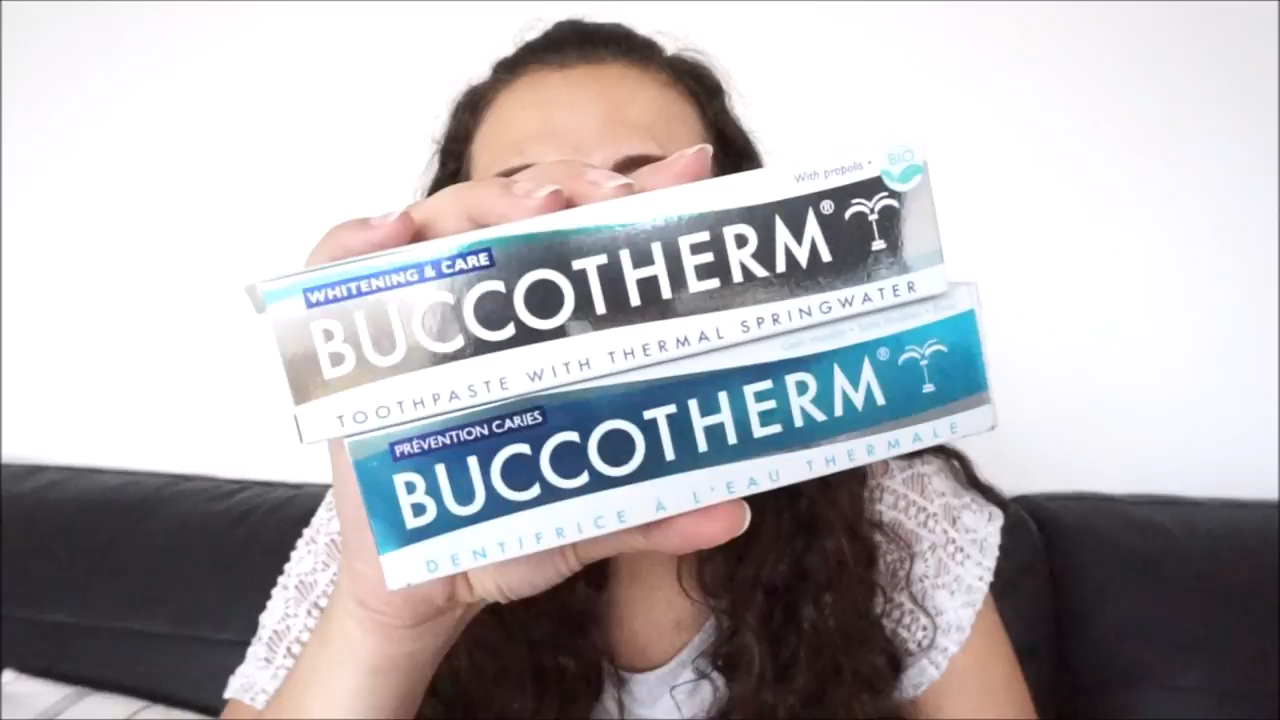 With propolis •
BIO
WHITENING & CARE
BUCCOTHERM®
TOOTHPASTE WITH THERMAL SPRINGWATER
PRÉVENTION CARIES
BUCCOTHERM®
DENTIFRICE À L'EAU THERMALE